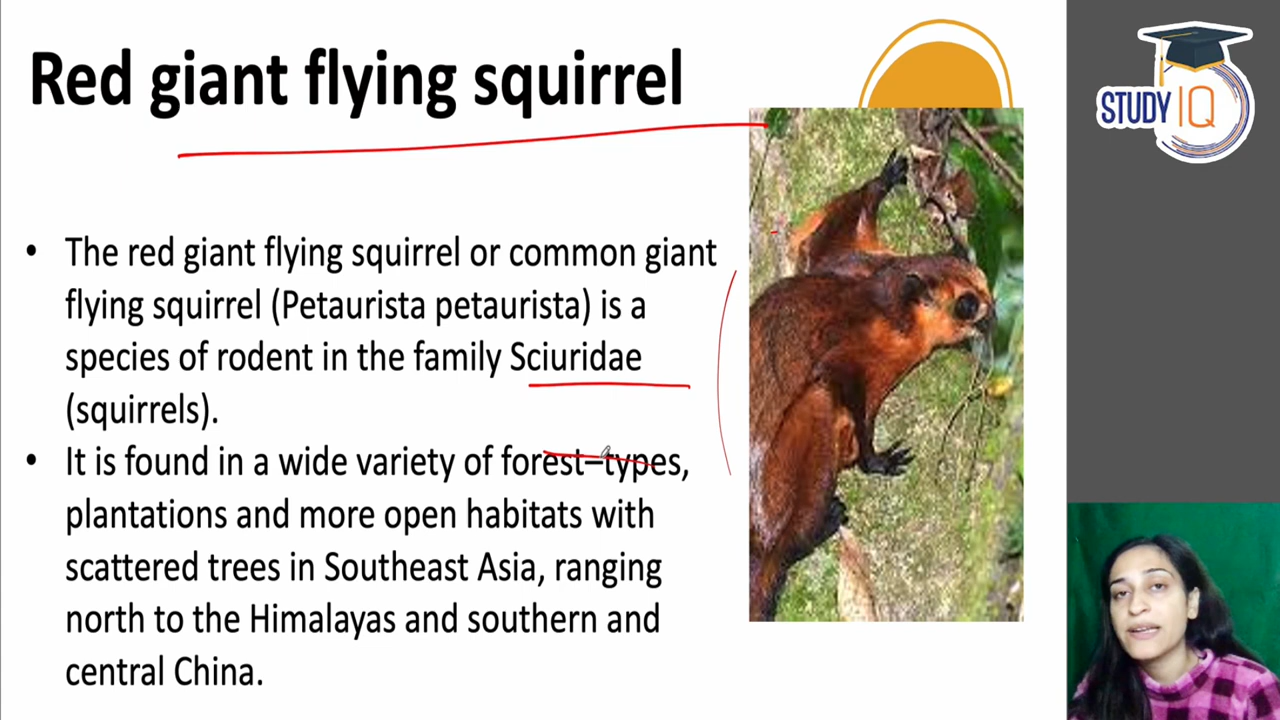 Red giant flying squirrel
STUDY IQ
• The red giant flying squirrel or common giant
flying squirrel (Petaurista petaurista) is a
species of rodent in the family Sciuridae
(squirrels).
• It is found in a wide variety of forest–types,
plantations and more open habitats with
scattered trees in Southeast Asia, ranging
north to the Himalayas and southern and
central China.